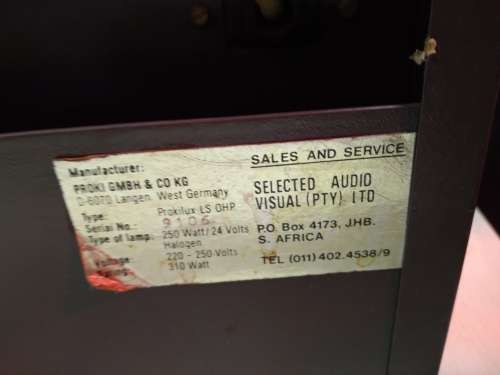 Manufacturer:
PROKI GMBH & CO KG
D-6070 Langen, West Germany
Type: Prokilux LS OHP
Serial No.: 9106
Type of lamp: 250 Watt/24 Volts
Halogen
Voltage 220 - 250 Volts
310 Watt
SALES AND SERVICE
SELECTED AUDIO
VISUAL (PTY) LTD
P.O. Box 4173, JHB.
S. AFRICA
TEL (011) 402 4538/9